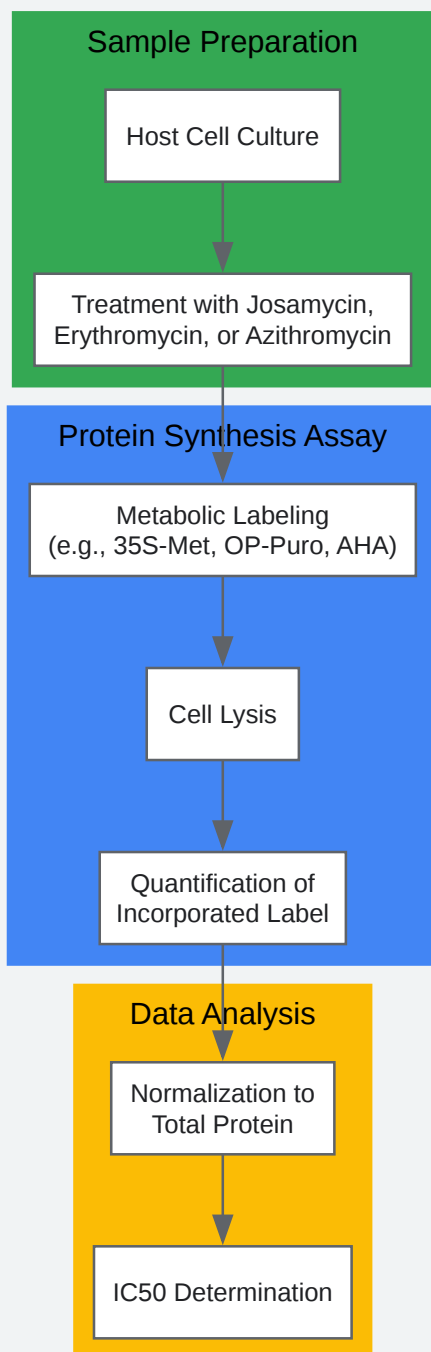 Sample Preparation
Host Cell Culture
Treatment with Josamycin,
Erythromycin, or Azithromycin
Protein Synthesis Assay
Metabolic Labeling
(e.g., 35S-Met, OP-Puro, AHA)
Cell Lysis
Quantification of
Incorporated Label
Data Analysis
Normalization to
Total Protein
IC50 Determination